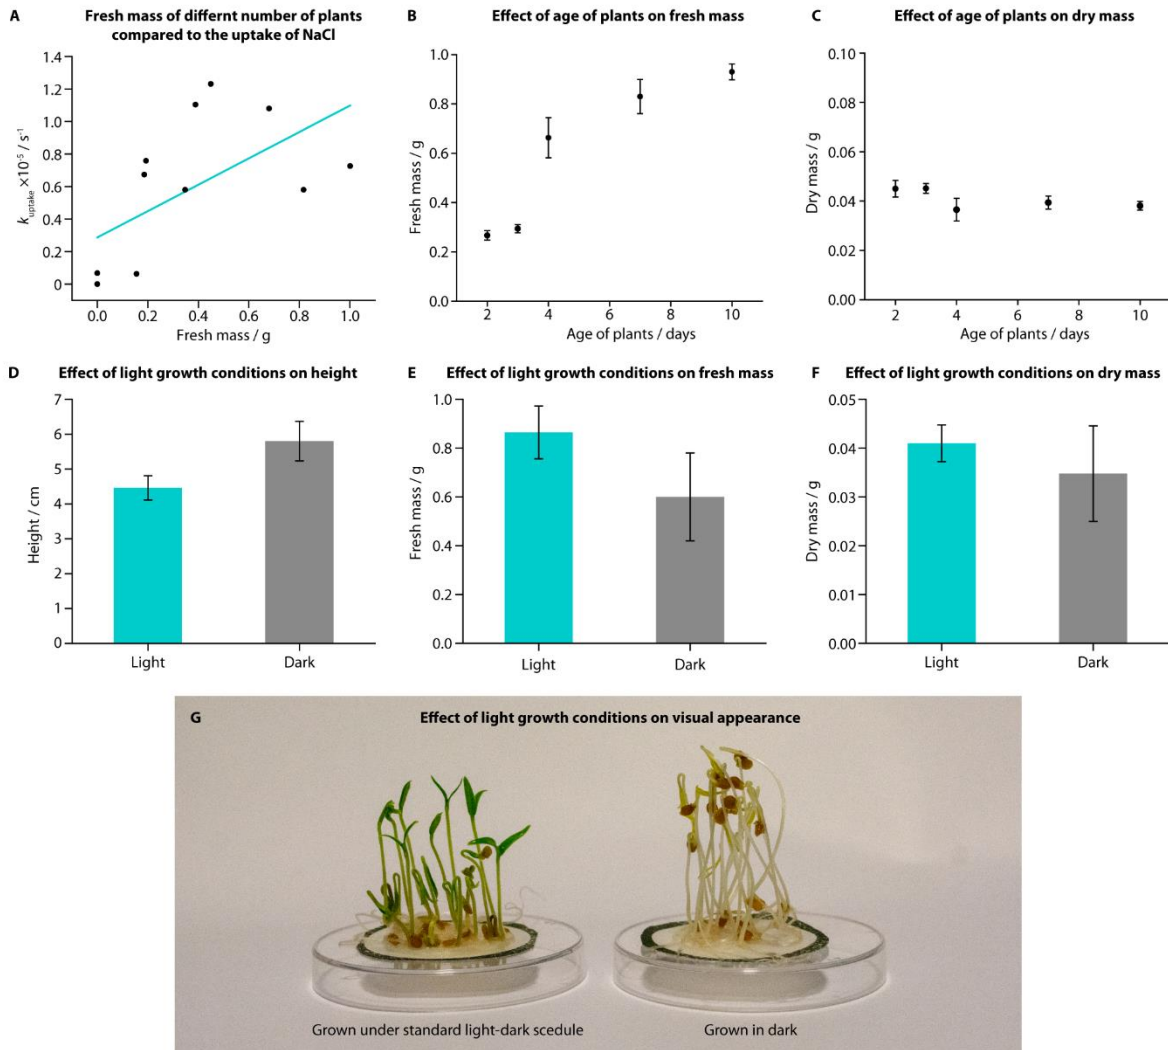 A Fresh mass of differnt number of plants
compared to the uptake of NaCl
1.4
1.2
1.0
0.8
0.6
0.4
0.2
0
kuptake ×10⁻⁵ / s⁻¹
0.0 0.2 0.4 0.6 0.8 1.0
Fresh mass / g
B Effect of age of plants on fresh mass
1.0
0.8
0.6
0.4
0.2
0.0
Fresh mass / g
2 4 6 8 10
Age of plants / days
C Effect of age of plants on dry mass
0.10
0.08
0.06
0.04
0.02
0.00
Dry mass / g
2 4 6 8 10
Age of plants / days
D Effect of light growth conditions on height
7
6
5
4
3
2
1
0
Height / cm
Light Dark
E Effect of light growth conditions on fresh mass
1.0
0.8
0.6
0.4
0.2
0.0
Fresh mass / g
Light Dark
F Effect of light growth conditions on dry mass
0.05
0.04
0.03
0.02
0.01
0.00
Dry mass / g
Light Dark
G Effect of light growth conditions on visual appearance
Grown under standard light-dark scedule
Grown in dark